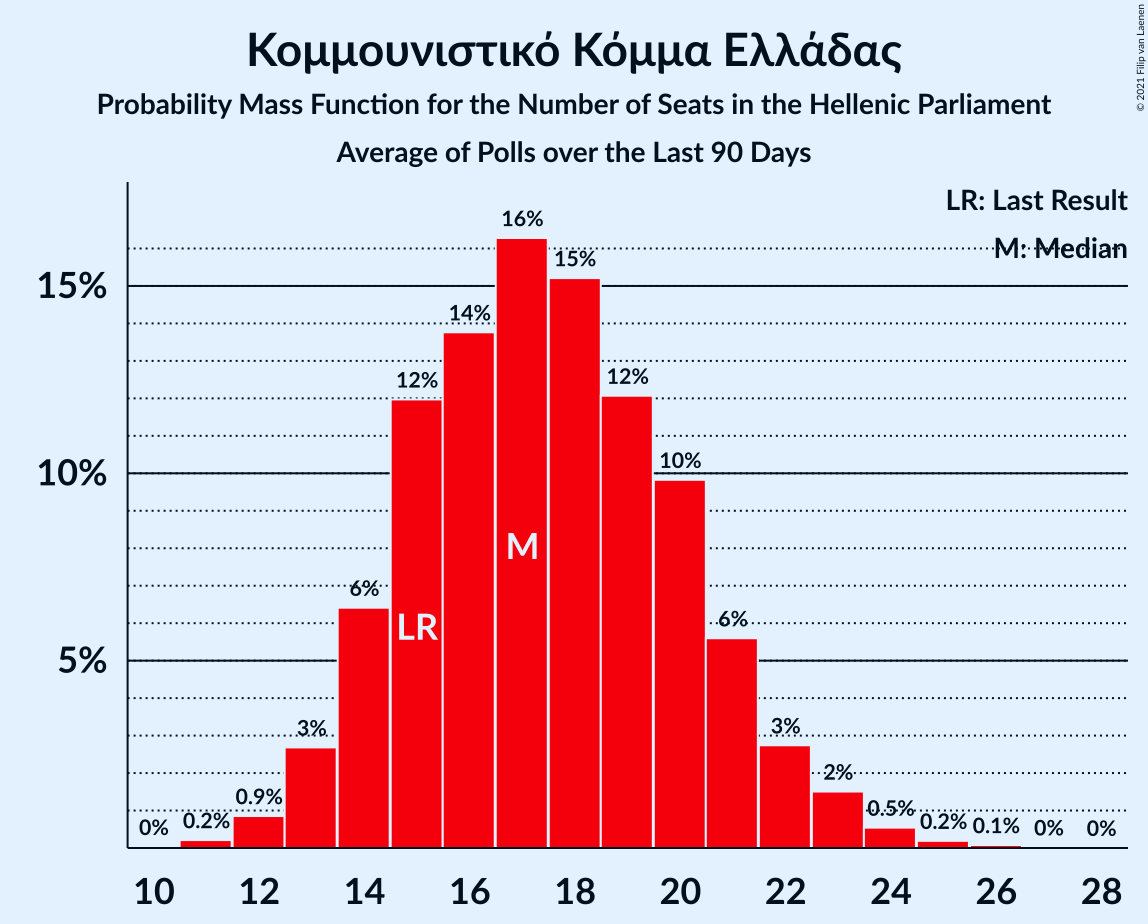 Κομμουνιστικό Κόμμα Ελλάδας
Probability Mass Function for the Number of Seats in the Hellenic Parliament
Average of Polls over the Last 90 Days
© 2021 Filip van Laenen
LR: Last Result
M: Median
15%
10%
5%
0%
0.2%
0.9%
3%
6%
12%
14%
16%
15%
12%
10%
6%
3%
2%
0.5%
0.2%
0.1%
0%
0%
LR
M
10 12 14 16 18 20 22 24 26 28